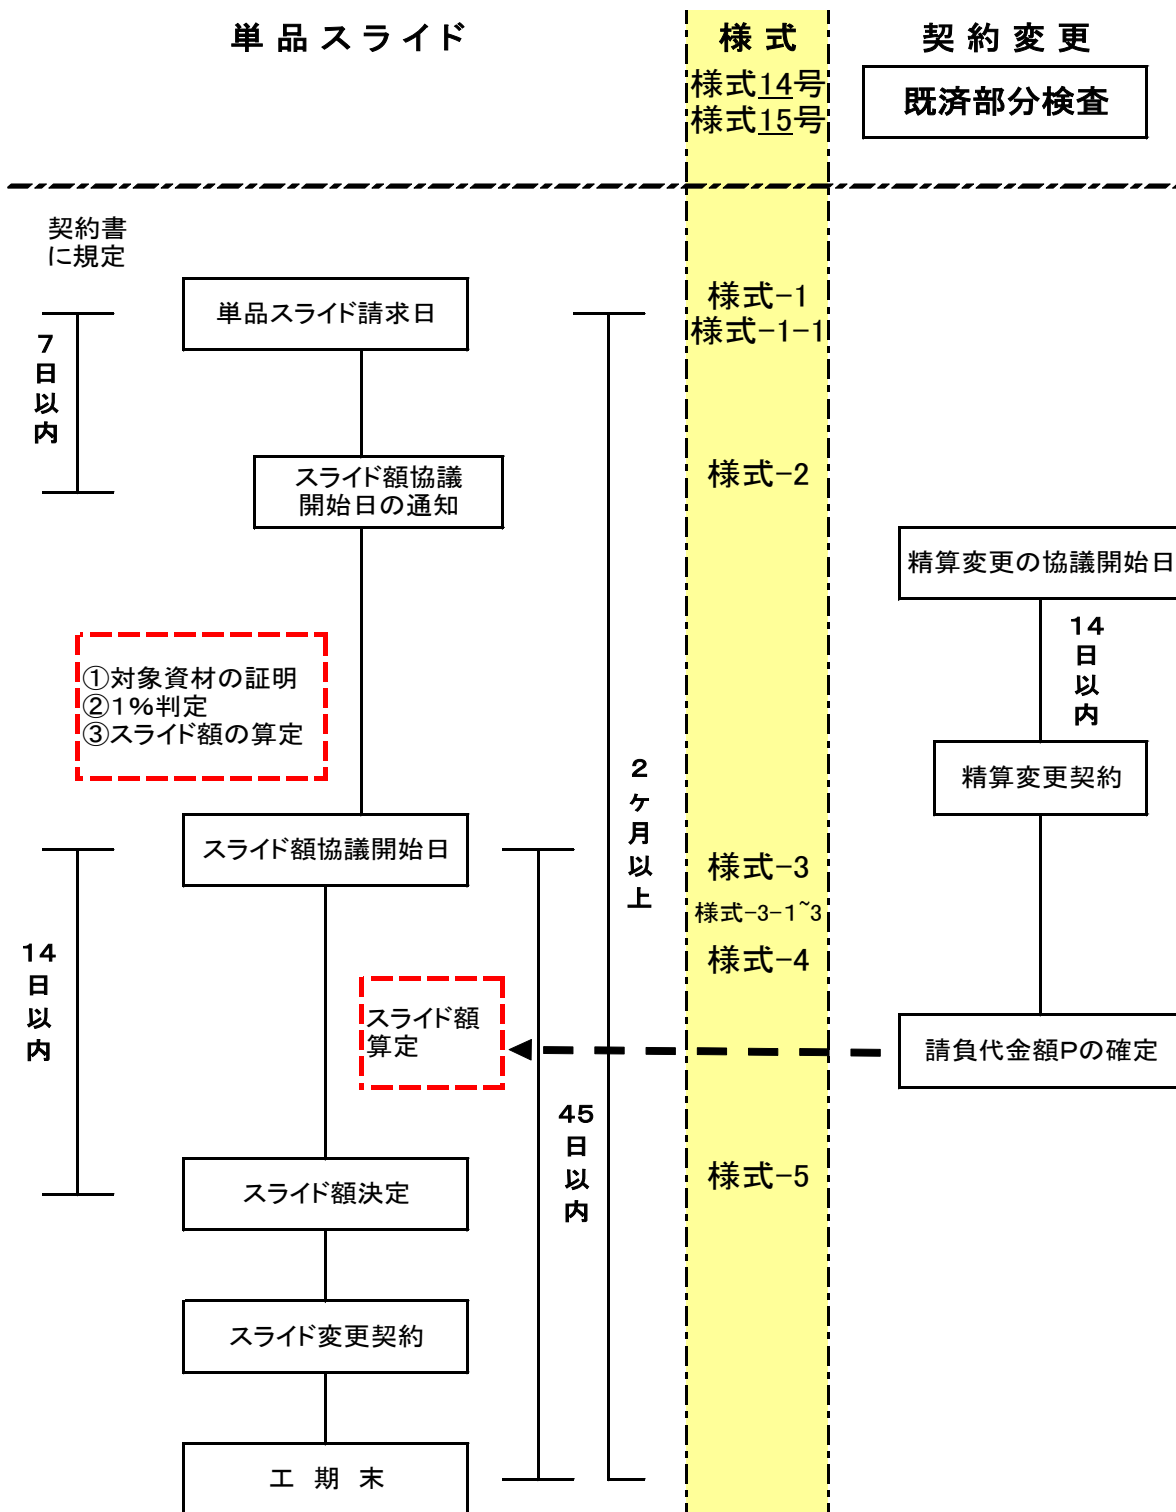 単品スライド
様式
契約変更
様式14号
様式15号
既済部分検査
契約書
に規定
単品スライド請求日
様式-1
様式-1-1
7日以内
スライド額協議
開始日の通知
様式-2
精算変更の協議開始日
14日以内
①対象資材の証明
②1%判定
③スライド額の算定
精算変更契約
2ヶ月以上
スライド額協議開始日
様式-3
様式-3-1~3
様式-4
14日以内
スライド額
算定
請負代金額Pの確定
45日以内
スライド額決定
様式-5
スライド変更契約
工期末